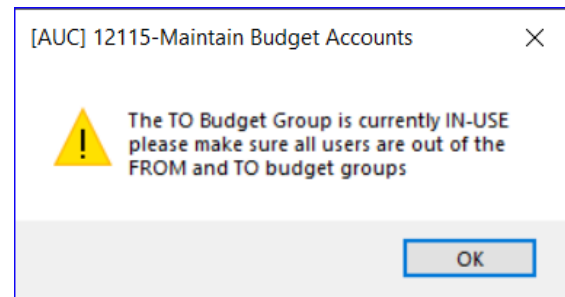 [AUC] 12115-Maintain Budget Accounts
The TO Budget Group is currently IN-USE
please make sure all users are out of the
FROM and TO budget groups
OK